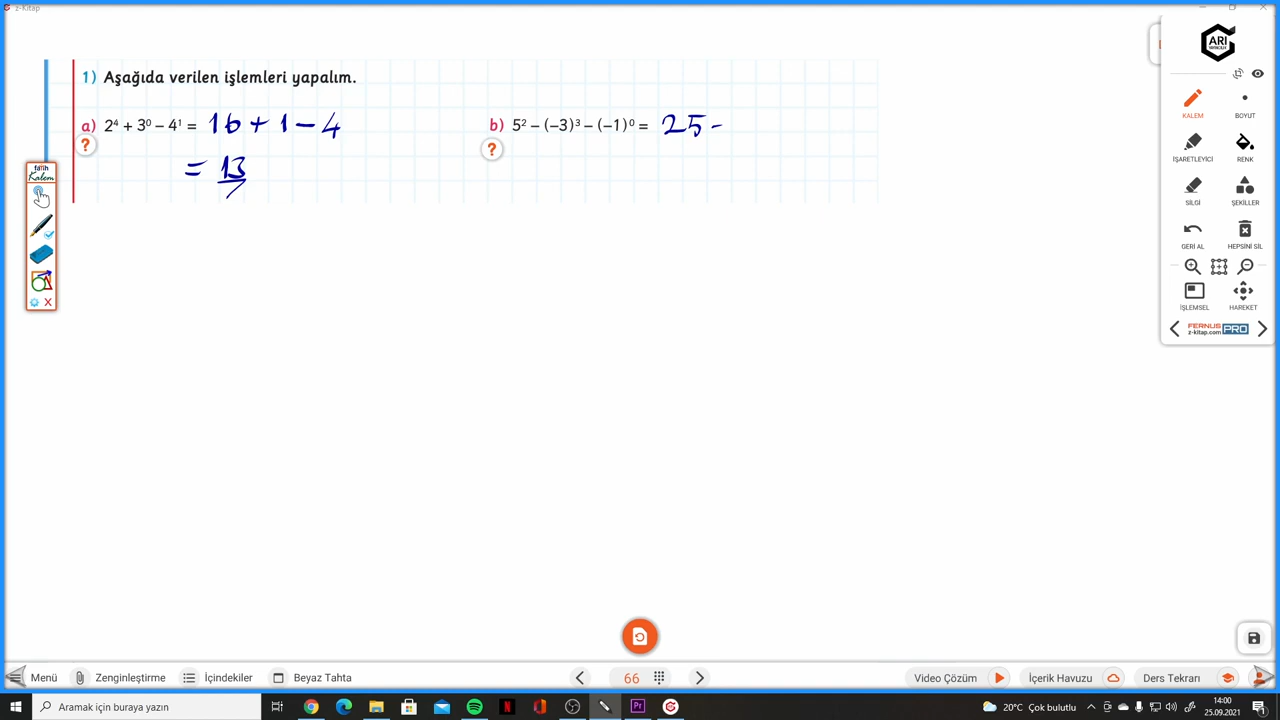 z-Kitap
1) Aşağıda verilen işlemleri yapalım.
a) 2⁴ + 3⁰ – 4¹ = 16 + 1 – 4
= 13
?
b) 5² – (–3)³ – (–1)⁰ = 25 –
?
fatih
Kalem
ARI
KALEM
BOYUT
İŞARETLEYİCİ
RENK
SİLGİ
ŞEKİLLER
GERİ AL
HEPSİNİ SİL
İŞLEMSEL
HAREKET
FERNUS PRO
z-kitap.com
Menü
Zenginleştirme
İçindekiler
Beyaz Tahta
66
Video Çözüm
İçerik Havuzu
Ders Tekrarı
Aramak için buraya yazın
20°C Çok bulutlu
14:00
25.09.2021